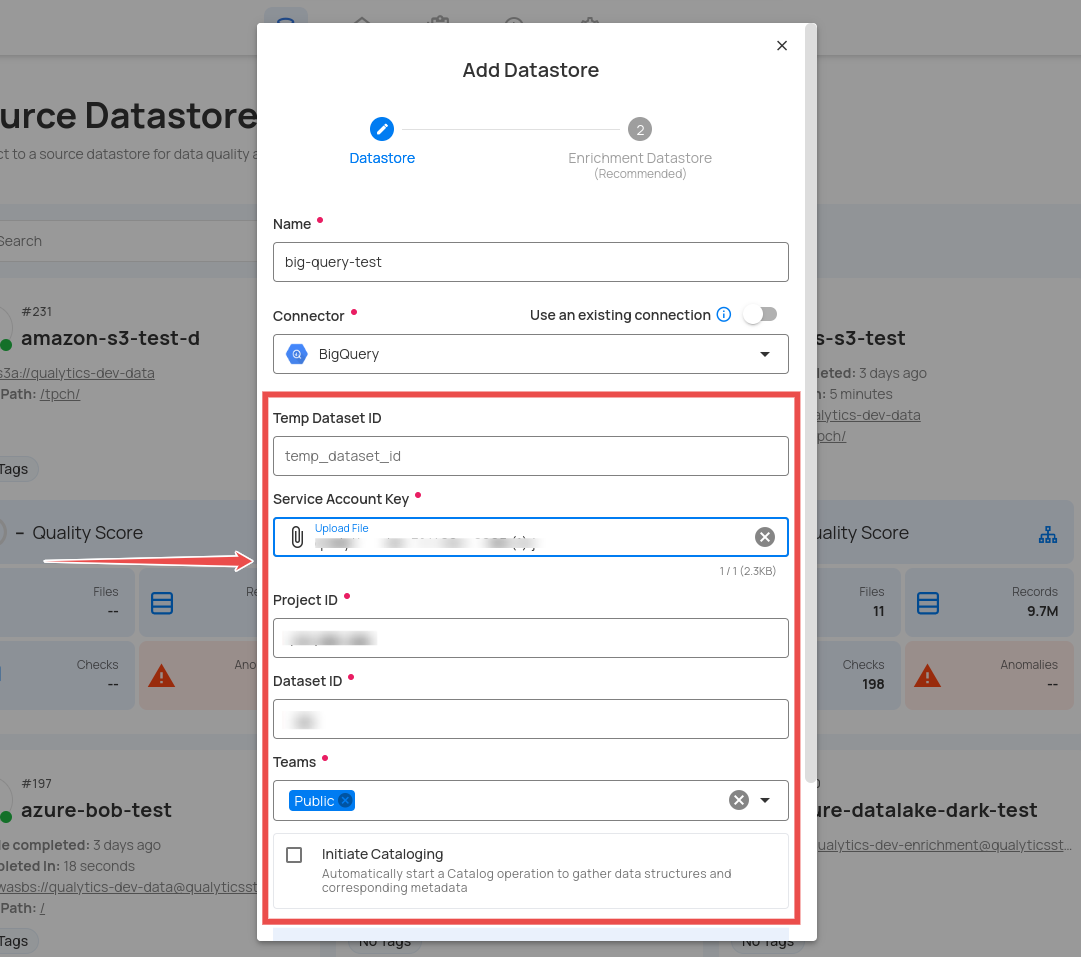 Add Datastore
2
Datastore
Enrichment Datastore
(Recommended)
urce Datastore
ct to a source datastore for data quality a
Name
Search
big-query-test
#231
amazon-s3-test-d
s3a://qualytics-dev-data
Path: /tpch/
Tags
Connector
Use an existing connection
BigQuery
s-s3-test
leted: 3 days ago
n: 5 minutes
alytics-dev-data
pch/
Temp Dataset ID
temp_dataset_id
Service Account Key
Upload File
1 / 1 (2.3KB)
– Quality Score
uality Score
Files
--
Re
Files
11
Records
9.7M
Project ID
Checks
--
Ano
Checks
198
Anomalies
--
Dataset ID
Teams
Public
#197
azure-bob-test
le completed: 3 days ago
pleted In: 18 seconds
wasbs://qualytics-dev-data@qualyticsst
Path: /
Tags
0
ure-datalake-dark-test
ualytics-dev-enrichment@qualyticsst...
Initiate Cataloging
Automatically start a Catalog operation to gather data structures and
corresponding metadata
No Tags
No Tags